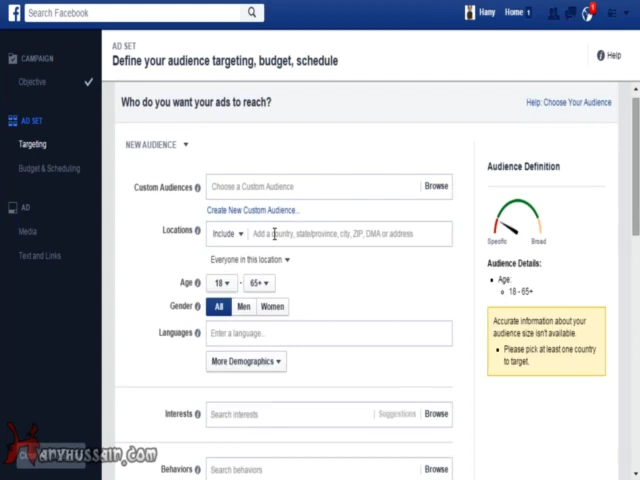 Search Facebook
Hany
Home 1
1
CAMPAIGN
Objective
AD SET
Targeting
Budget & Scheduling
AD
Media
Text and Links
AD SET
Define your audience targeting, budget, schedule
Help
Who do you want your ads to reach?
Help: Choose Your Audience
NEW AUDIENCE
Custom Audiences
Choose a Custom Audience
Browse
Create New Custom Audience...
Locations
Include
Add a country, state/province, city, ZIP, DMA or address
Everyone in this location
Age
18 - 65+
Gender
All
Men
Women
Languages
Enter a language...
More Demographics
Interests
Search interests
Suggestions
Browse
Behaviors
Search behaviors
Browse
Audience Definition
Specific
Broad
Audience Details:
Age:
18 - 65+
Accurate information about your
audience size isn't available.
Please pick at least one country
to target.
HanyHussain.com